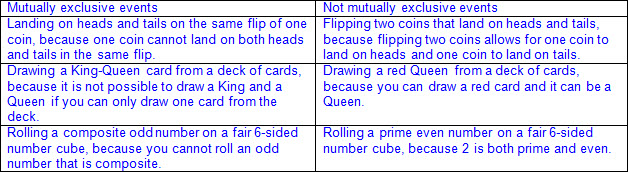 Mutually exclusive events
Not mutually exclusive events
Landing on heads and tails on the same flip of one
coin, because one coin cannot land on both heads
and tails in the same flip.
Flipping two coins that land on heads and tails,
because flipping two coins allows for one coin to
land on heads and one coin to land on tails.
Drawing a King-Queen card from a deck of cards,
because it is not possible to draw a King and a
Queen if you can only draw one card from the
deck.
Drawing a red Queen from a deck of cards,
because you can draw a red card and it can be a
Queen.
Rolling a composite odd number on a fair 6-sided
number cube, because you cannot roll an odd
number that is composite.
Rolling a prime even number on a fair 6-sided
number cube, because 2 is both prime and even.